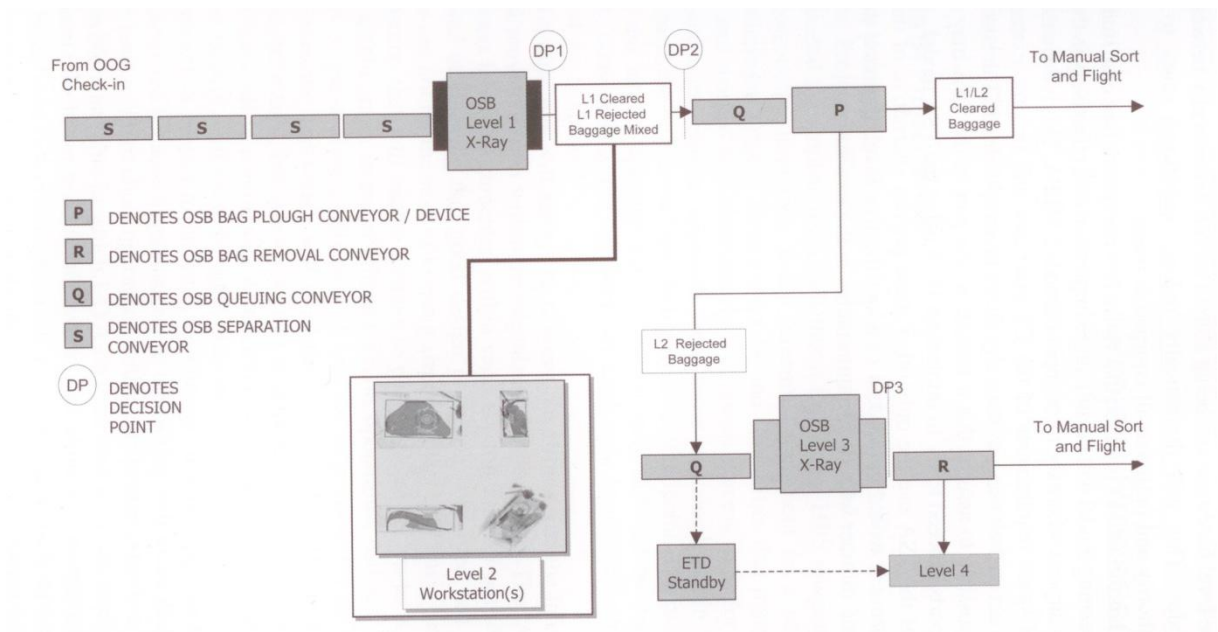 From OOG
Check-in
S
S
S
S
OSB
Level 1
X-Ray
DP1
L1 Cleared
L1 Rejected
Baggage Mixed
DP2
Q
P
L1/L2
Cleared
Baggage
To Manual Sort
and Flight
P DENOTES OSB BAG PLOUGH CONVEYOR / DEVICE
R DENOTES OSB BAG REMOVAL CONVEYOR
Q DENOTES OSB QUEUING CONVEYOR
S DENOTES OSB SEPARATION
CONVEYOR
DP DENOTES
DECISION
POINT
Level 2
Workstation(s)
L2 Rejected
Baggage
Q
OSB
Level 3
X-Ray
DP3
R
To Manual Sort
and Flight
ETD
Standby
Level 4